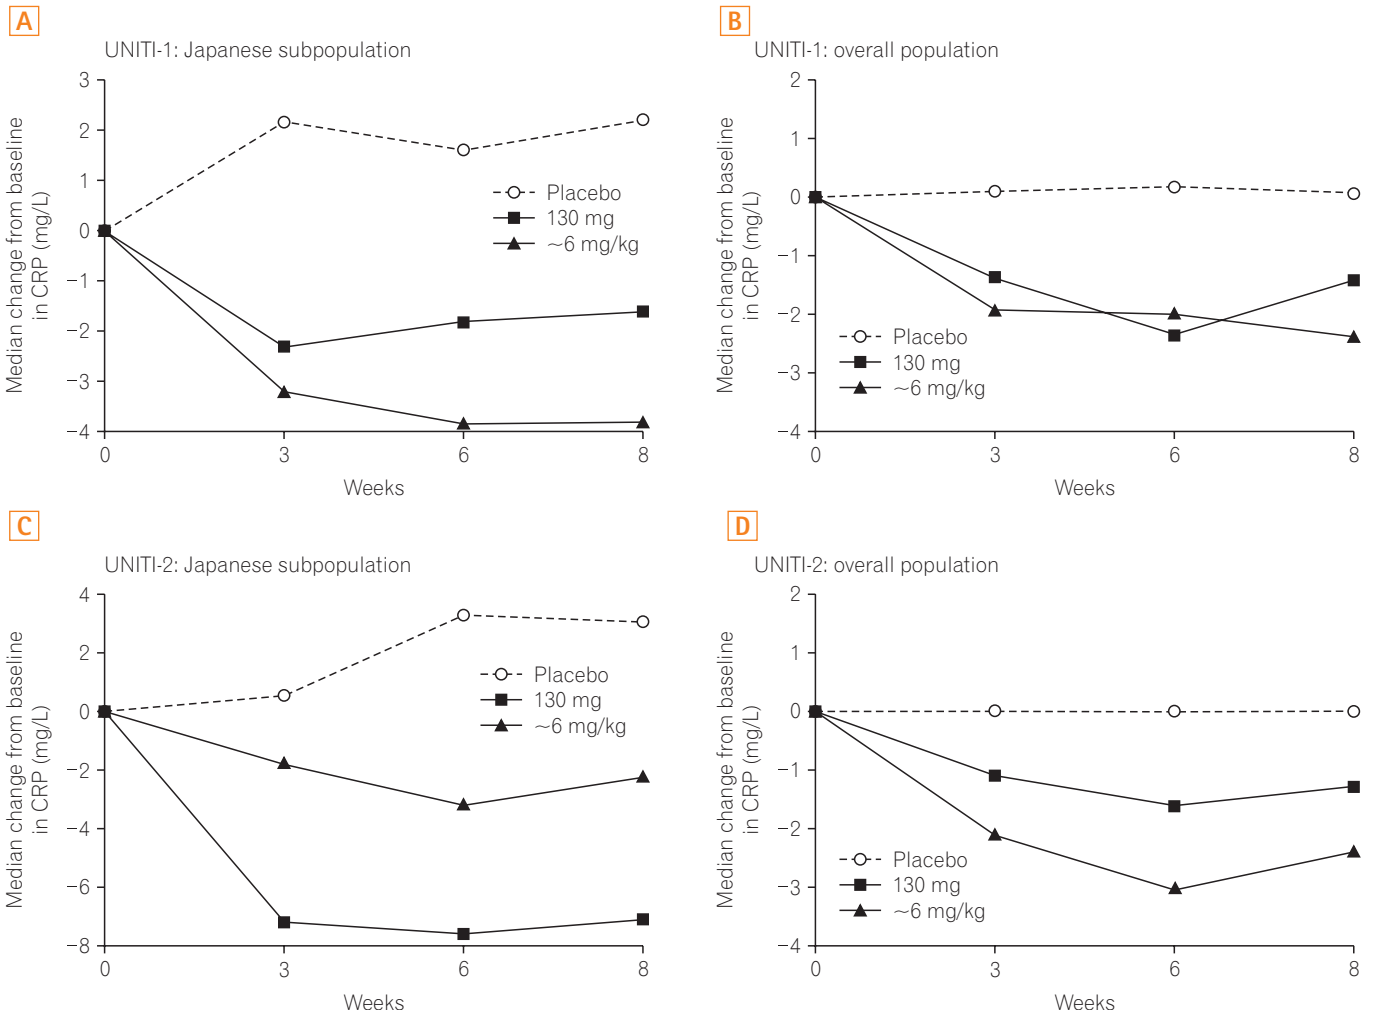 A
UNITI-1: Japanese subpopulation
Median change from baseline
in CRP (mg/L)
3
2
1
0
−1
−2
−3
−4
Placebo
130 mg
~6 mg/kg
0 3 6 8
Weeks
B
UNITI-1: overall population
Median change from baseline
in CRP (mg/L)
2
1
0
−1
−2
−3
−4
Placebo
130 mg
~6 mg/kg
0 3 6 8
Weeks
C
UNITI-2: Japanese subpopulation
Median change from baseline
in CRP (mg/L)
4
2
0
−2
−4
−6
−8
Placebo
130 mg
~6 mg/kg
0 3 6 8
Weeks
D
UNITI-2: overall population
Median change from baseline
in CRP (mg/L)
2
1
0
−1
−2
−3
−4
Placebo
130 mg
~6 mg/kg
0 3 6 8
Weeks